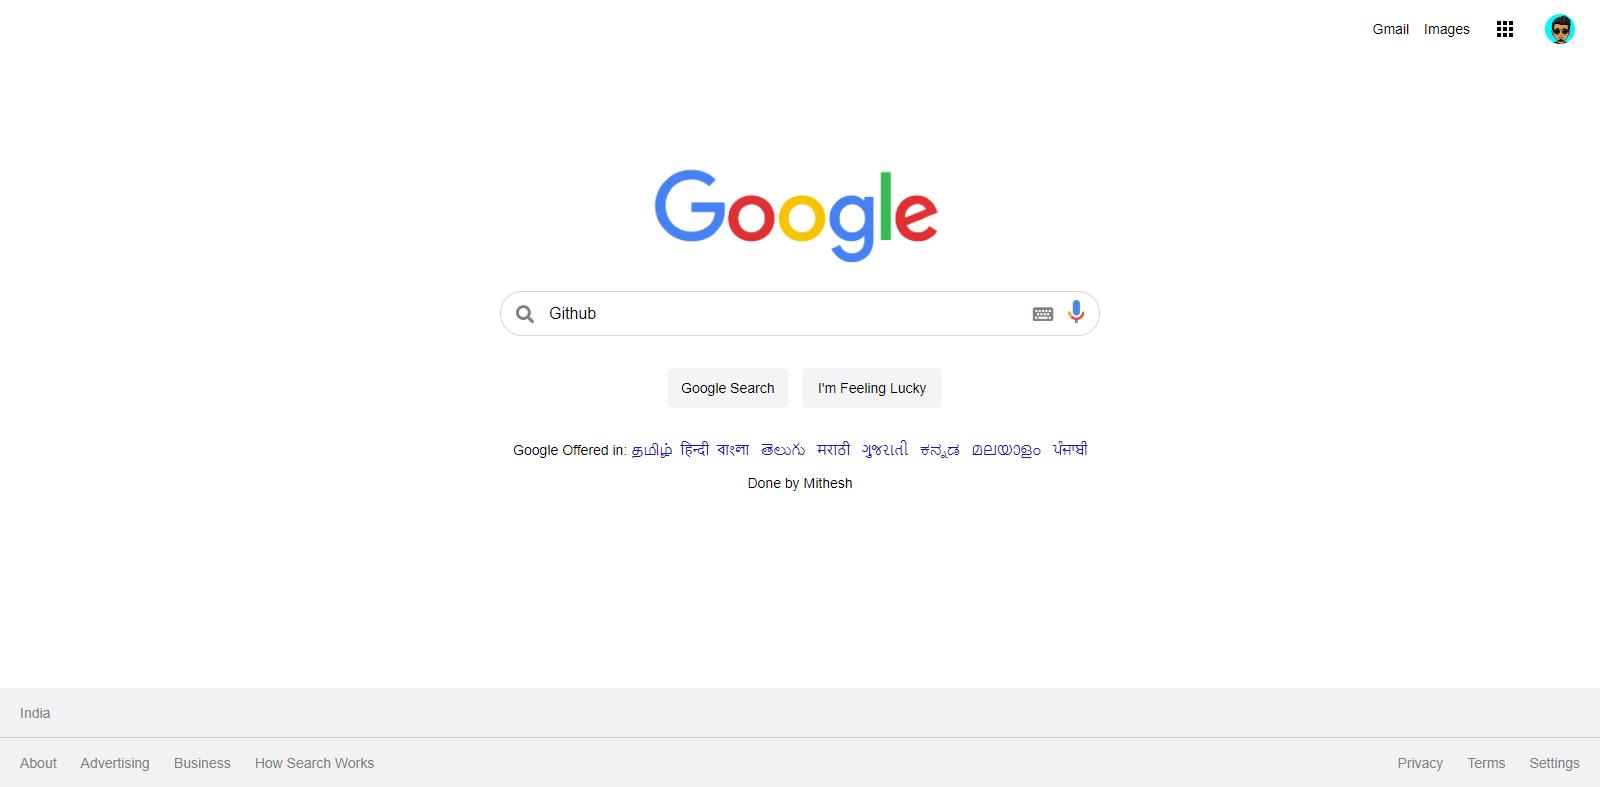 Gmail Images
Google
Github
Google Search I'm Feeling Lucky
Google Offered in: தமிழ் हिन्दी বাংলা తెలుగు मराठी ગુજરાતી ಕನ್ನಡ മലയാളം ਪੰਜਾਬੀ
Done by Mithesh
India
About Advertising Business How Search Works Privacy Terms Settings